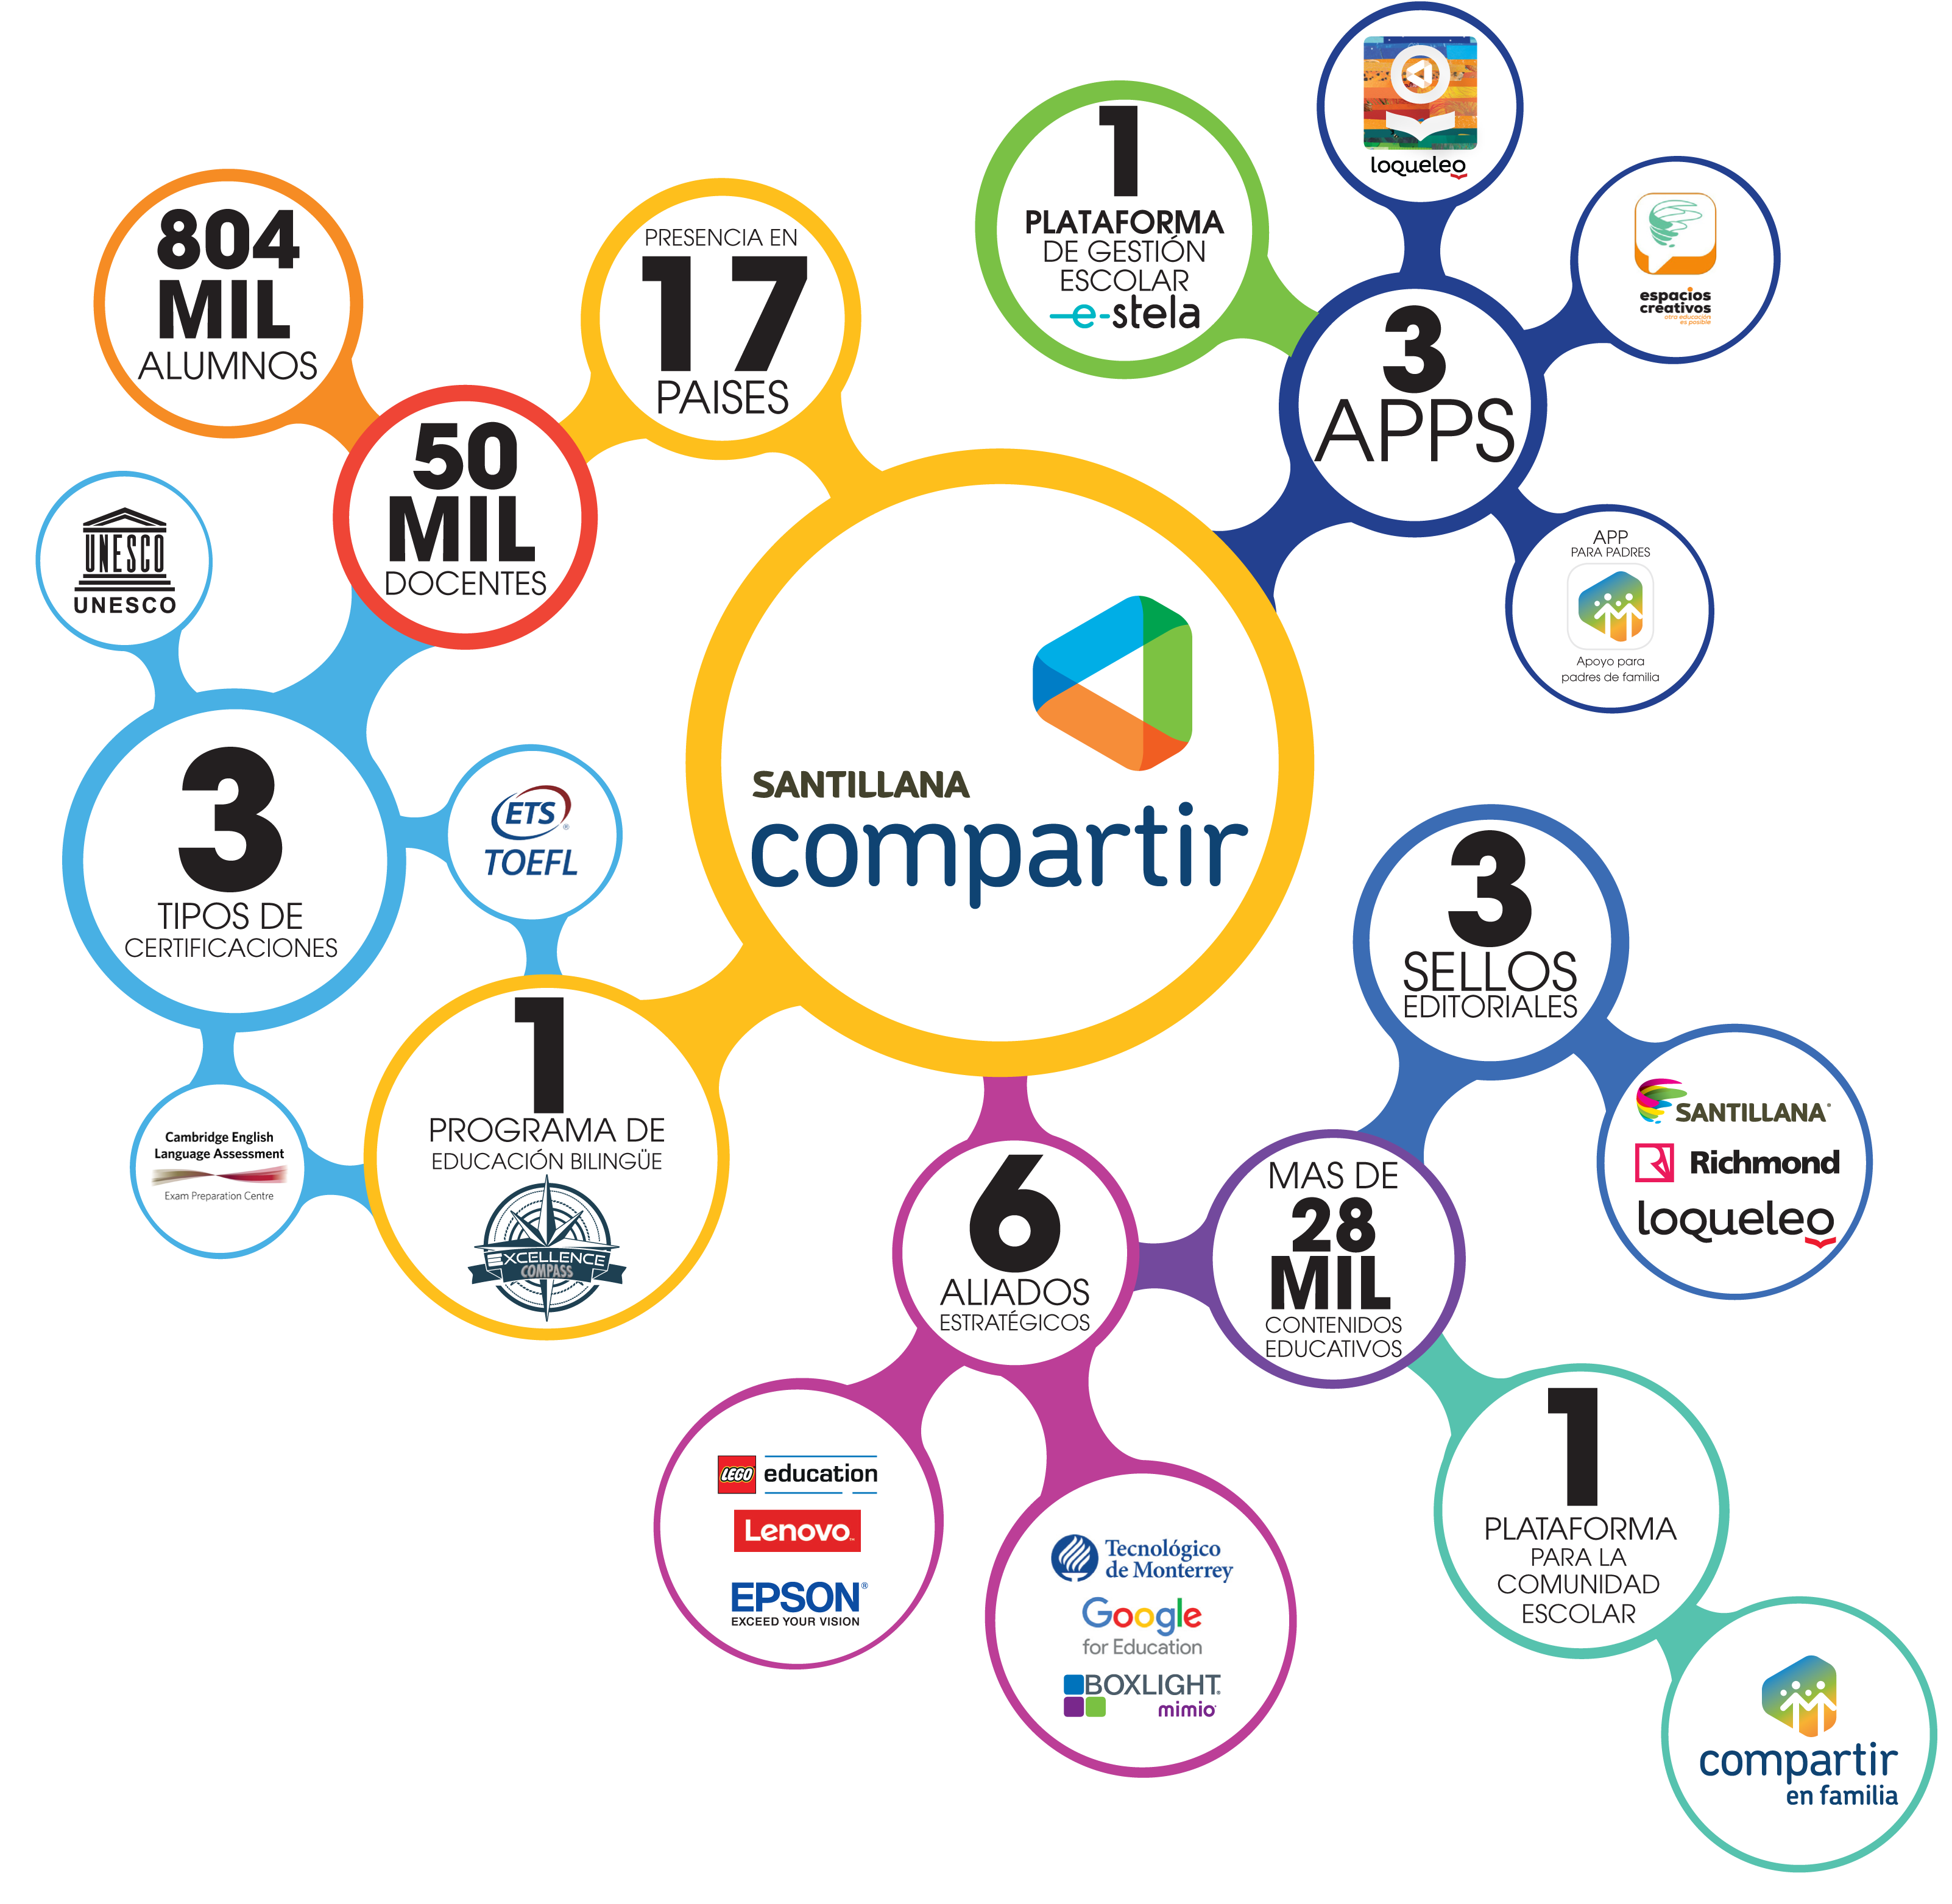 804
MIL
ALUMNOS
50
MIL
DOCENTES
PRESENCIA EN
17
PAISES
1
PLATAFORMA
DE GESTIÓN
ESCOLAR
e-stela
loqueleo
espacios
creativos
otra educación
es posible
3
APPS
APP
PARA PADRES
Apoyo para
padres de familia
UNESCO
UNESCO
3
TIPOS DE
CERTIFICACIONES
ETS®
TOEFL
Cambridge English
Language Assessment
Exam Preparation Centre
1
PROGRAMA DE
EDUCACIÓN BILINGÜE
EXCELLENCE
COMPASS
SANTILLANA
compartir
3
SELLOS
EDITORIALES
SANTILLANA®
Richmond
loqueleo
6
ALIADOS
ESTRATÉGICOS
MAS DE
28
MIL
CONTENIDOS
EDUCATIVOS
LEGO education
Lenovo™
EPSON®
EXCEED YOUR VISION
Tecnológico
de Monterrey
Google
for Education
BOXLIGHT®
mimio®
1
PLATAFORMA
PARA LA
COMUNIDAD
ESCOLAR
compartir
en familia